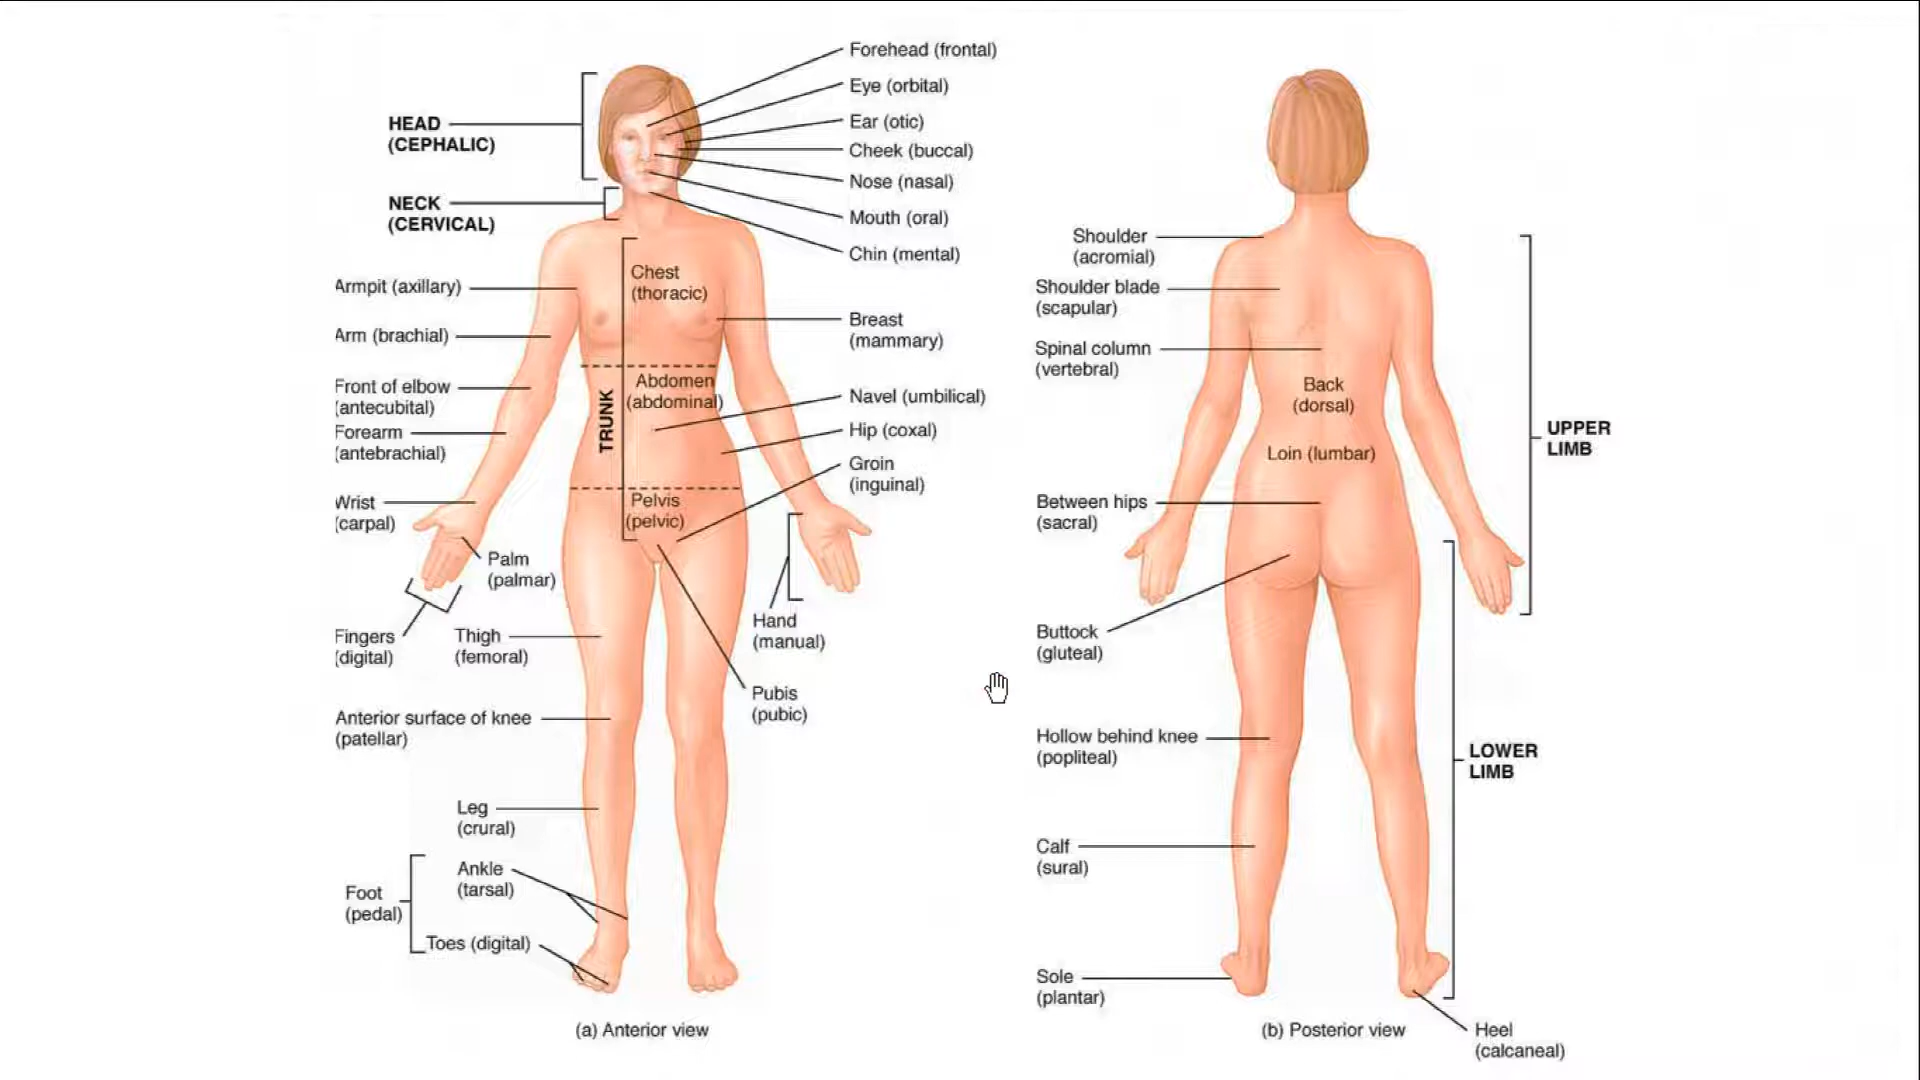 Forehead (frontal)
Eye (orbital)
Ear (otic)
Cheek (buccal)
Nose (nasal)
Mouth (oral)
Chin (mental)
HEAD
(CEPHALIC)
NECK
(CERVICAL)
Armpit (axillary)
Arm (brachial)
Front of elbow
(antecubital)
Forearm
(antebrachial)
Wrist
(carpal)
Palm
(palmar)
Fingers
(digital)
Thigh
(femoral)
Anterior surface of knee
(patellar)
Leg
(crural)
Ankle
(tarsal)
Foot
(pedal)
Toes (digital)
Chest
(thoracic)
TRUNK
Abdomen
(abdominal)
Pelvis
(pelvic)
Breast
(mammary)
Navel (umbilical)
Hip (coxal)
Groin
(inguinal)
Hand
(manual)
Pubis
(pubic)
(a) Anterior view
Shoulder
(acromial)
Shoulder blade
(scapular)
Spinal column
(vertebral)
Back
(dorsal)
Loin (lumbar)
Between hips
(sacral)
Buttock
(gluteal)
Hollow behind knee
(popliteal)
Calf
(sural)
Sole
(plantar)
UPPER
LIMB
LOWER
LIMB
Heel
(calcaneal)
(b) Posterior view